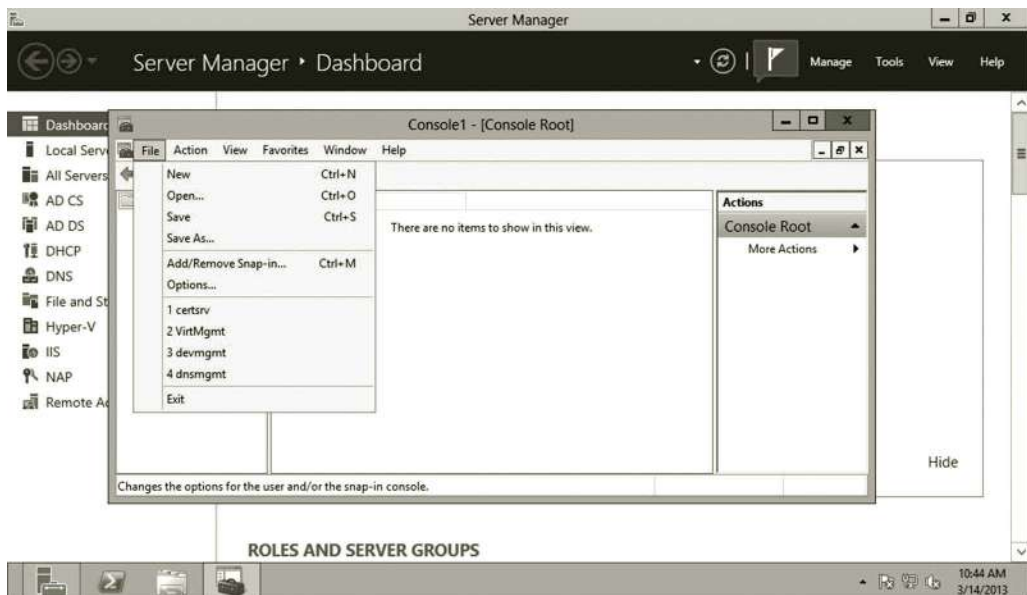 Server Manager
Server Manager ‣ Dashboard
Manage Tools View Help
Dashboard
Local Serv
All Servers
AD CS
AD DS
DHCP
DNS
File and St
Hyper-V
IIS
NAP
Remote Ac
Console1 - [Console Root]
File Action View Favorites Window Help
New Ctrl+N
Open... Ctrl+O
Save Ctrl+S
Save As...
Add/Remove Snap-in... Ctrl+M
Options...
1 certsrv
2 VirtMgmt
3 devmgmt
4 dnsmgmt
Exit
There are no items to show in this view.
Actions
Console Root
More Actions
Changes the options for the user and/or the snap-in console.
Hide
ROLES AND SERVER GROUPS
10:44 AM
3/14/2013